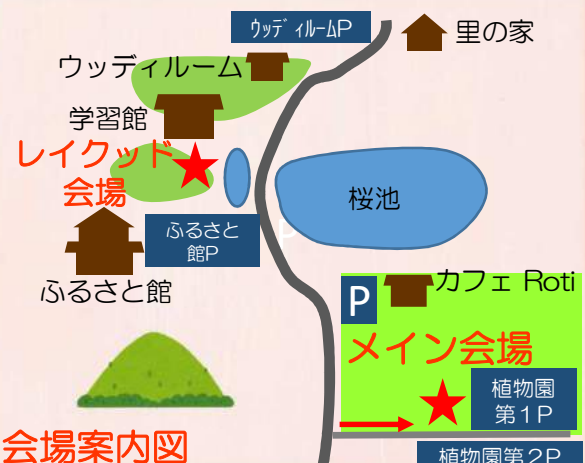 ウッディルームP
里の家
ウッディルーム
学習館
レイクッド
会場
桜池
ふるさと
館P
P
ふるさと館
カフェ Roti
P
メイン会場
植物園
第1P
会場案内図
植物園第2P